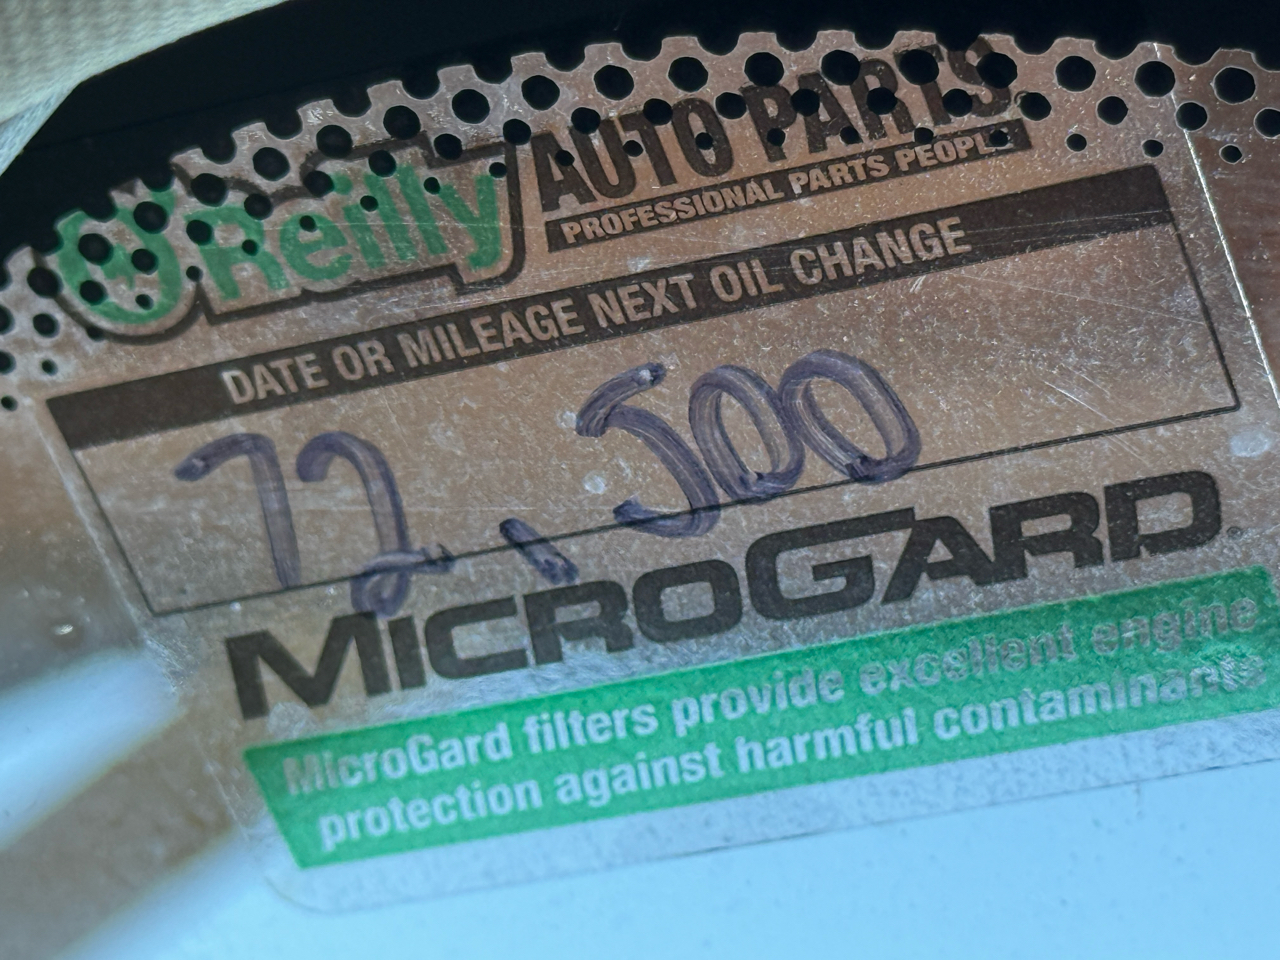 O'Reilly AUTO PARTS
PROFESSIONAL PARTS PEOPLE
DATE OR MILEAGE NEXT OIL CHANGE
72,500
MICROGARD®
MicroGard filters provide excellent engine
protection against harmful contaminants